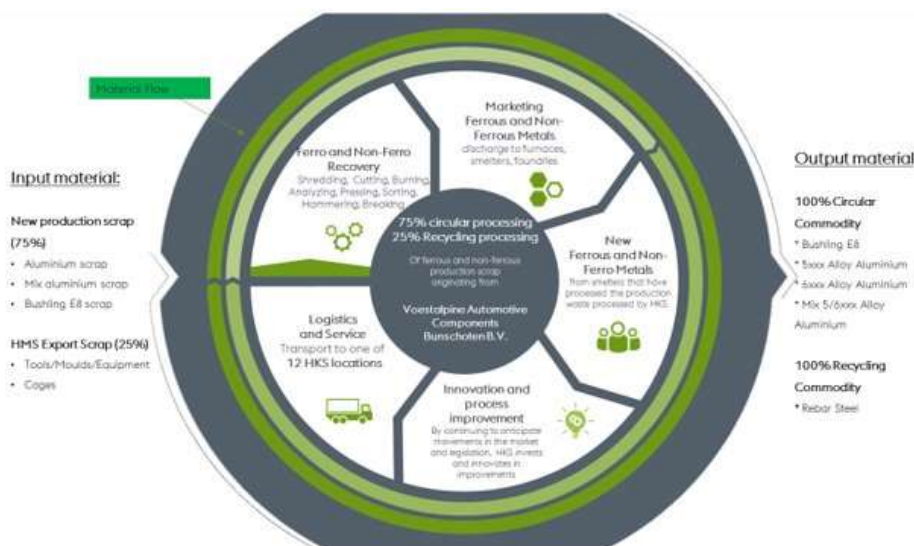 Material Flow
Input material:
New production scrap
(75%)
• Aluminium scrap
• Mix aluminium scrap
• Bushling E8 scrap
HMS Export Scrap (25%)
• Tools/Moulds/Equipment
• Cages
Ferro and Non-Ferro
Recovery
Shredding, Cutting, Burning,
Analyzing, Pressing, Sorting,
Hammering, Breaking
Marketing
Ferrous and Non-
Ferrous Metals
discharge to furnaces,
smelters, foundries
75% circular processing
25% Recycling processing
Of ferrous and non-ferrous
production scrap
originating from
Voestalpine Automotive
Components
Bunschoten B.V.
New
Ferrous and Non-
Ferro Metals
from smelters that have
processed the production
waste processed by HKS
Logistics
and Service
Transport to one of
12 HKS locations
Innovation and
process
improvement
By continuing to anticipate
movements in the market
and legislation, HKS invests
and innovates in
improvements
Output material
100% Circular
Commodity
* Bushling E8
* 5xxx Alloy Aluminium
* 6xxx Alloy Aluminium
* Mix 5/6xxx Alloy
Aluminium
100% Recycling
Commodity
* Rebar Steel